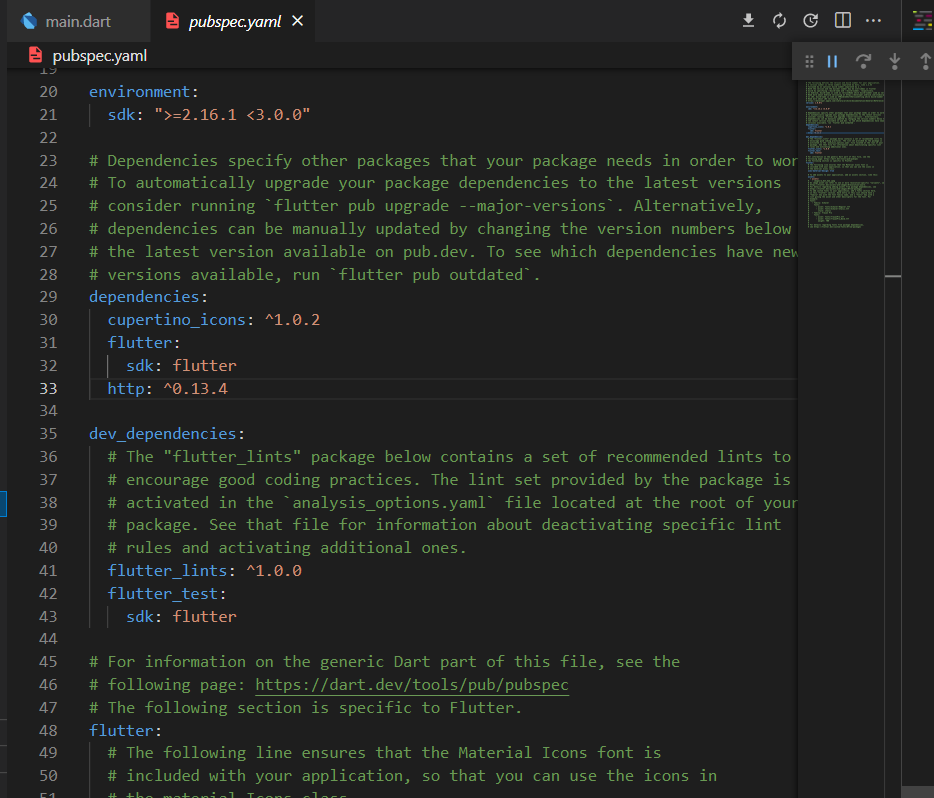 main.dart
pubspec.yaml
pubspec.yaml
19
20 environment:
21 sdk: ">=2.16.1 <3.0.0"
22
23 # Dependencies specify other packages that your package needs in order to wor
24 # To automatically upgrade your package dependencies to the latest versions
25 # consider running `flutter pub upgrade --major-versions`. Alternatively,
26 # dependencies can be manually updated by changing the version numbers below
27 # the latest version available on pub.dev. To see which dependencies have new
28 # versions available, run `flutter pub outdated`.
29 dependencies:
30 cupertino_icons: ^1.0.2
31 flutter:
32 sdk: flutter
33 http: ^0.13.4
34
35 dev_dependencies:
36 # The "flutter_lints" package below contains a set of recommended lints to
37 # encourage good coding practices. The lint set provided by the package is
38 # activated in the `analysis_options.yaml` file located at the root of your
39 # package. See that file for information about deactivating specific lint
40 # rules and activating additional ones.
41 flutter_lints: ^1.0.0
42 flutter_test:
43 sdk: flutter
44
45 # For information on the generic Dart part of this file, see the
46 # following page: https://dart.dev/tools/pub/pubspec
47 # The following section is specific to Flutter.
48 flutter:
49 # The following line ensures that the Material Icons font is
50 # included with your application, so that you can use the icons in
51 # the material Icons class